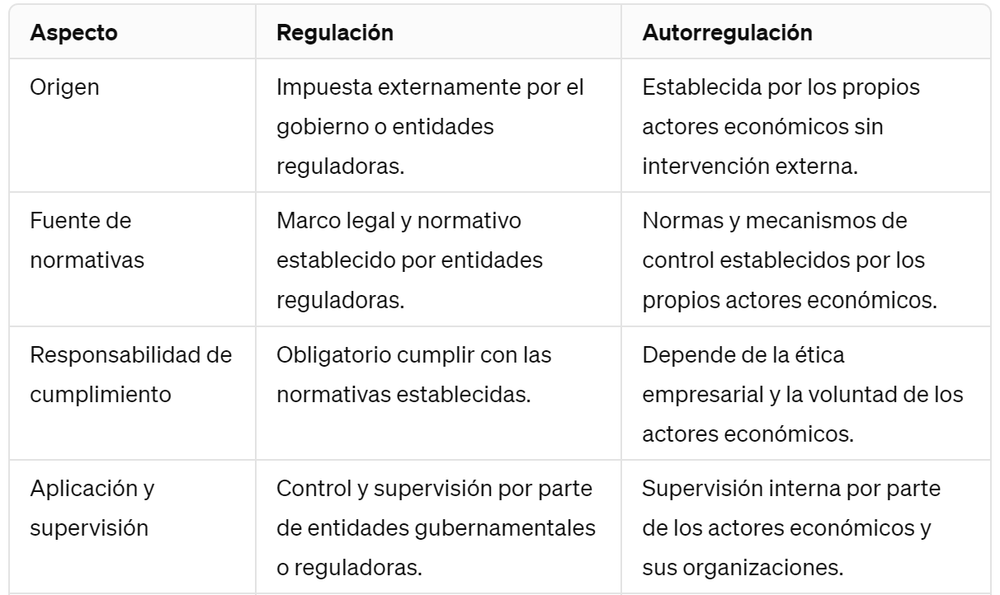 Aspecto
Regulación
Autorregulación
Origen
Impuesta externamente por el
gobierno o entidades
reguladoras.
Establecida por los propios
actores económicos sin
intervención externa.
Fuente de
normativas
Marco legal y normativo
establecido por entidades
reguladoras.
Normas y mecanismos de
control establecidos por los
propios actores económicos.
Responsabilidad de
cumplimiento
Obligatorio cumplir con las
normativas establecidas.
Depende de la ética
empresarial y la voluntad de los
actores económicos.
Aplicación y
supervisión
Control y supervisión por parte
de entidades gubernamentales
o reguladoras.
Supervisión interna por parte
de los actores económicos y
sus organizaciones.